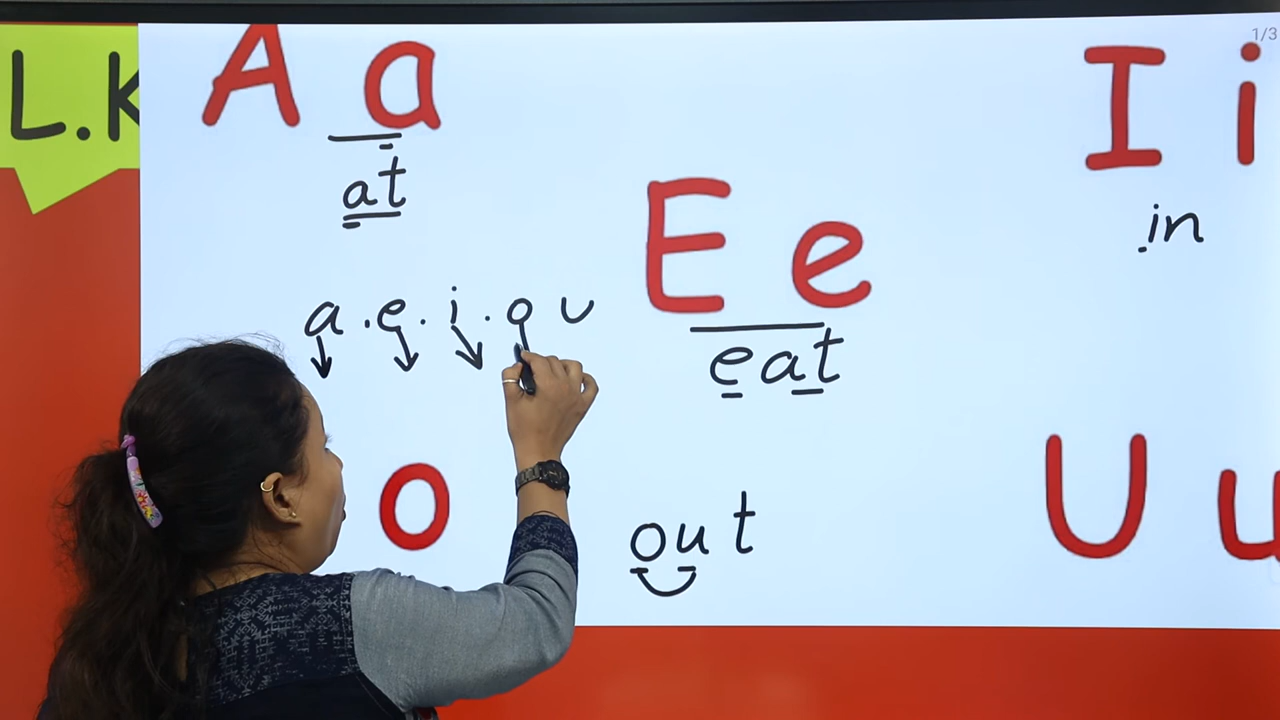 1/3
L.K
A a
at
E e
eat
I i
in
a . e . i . o u
o
out
U u